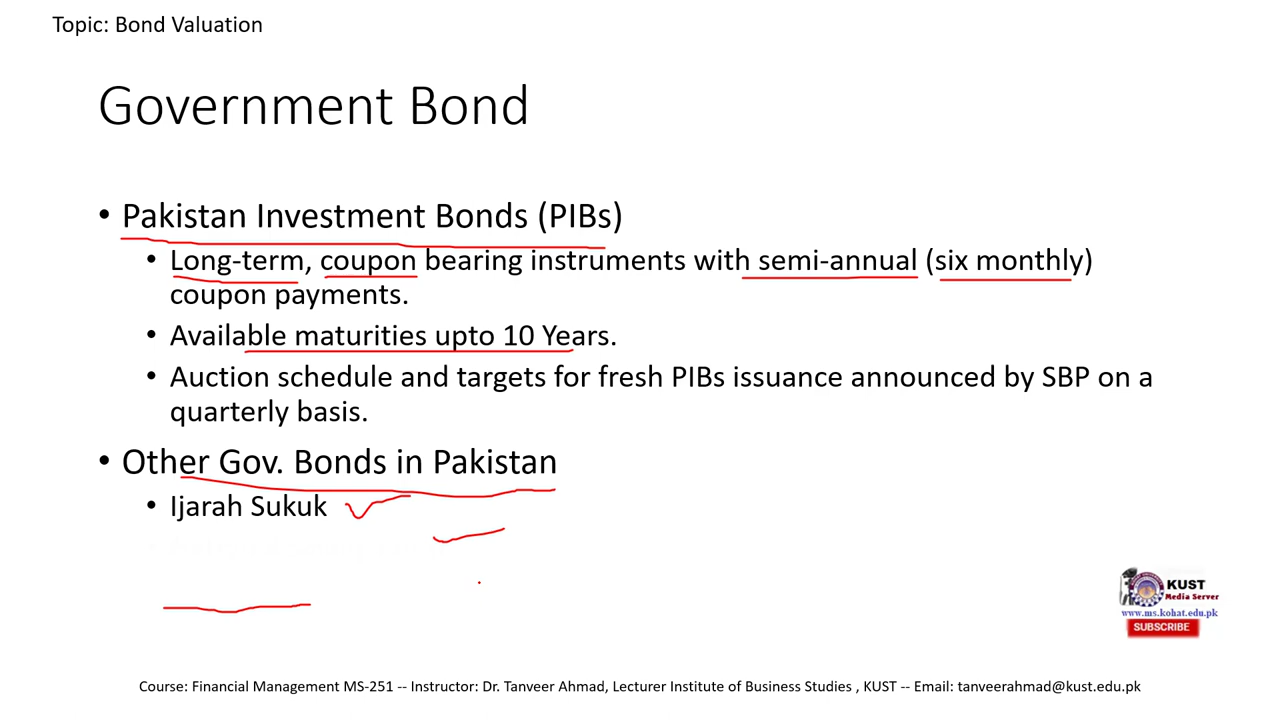 Topic: Bond Valuation
Government Bond
• Pakistan Investment Bonds (PIBs)
• Long-term, coupon bearing instruments with semi-annual (six monthly)
coupon payments.
• Available maturities upto 10 Years.
• Auction schedule and targets for fresh PIBs issuance announced by SBP on a
quarterly basis.
• Other Gov. Bonds in Pakistan
• Ijarah Sukuk
KUST
Media Server
www.ms.kohat.edu.pk
SUBSCRIBE
Course: Financial Management MS-251 -- Instructor: Dr. Tanveer Ahmad, Lecturer Institute of Business Studies , KUST -- Email: tanveerahmad@kust.edu.pk